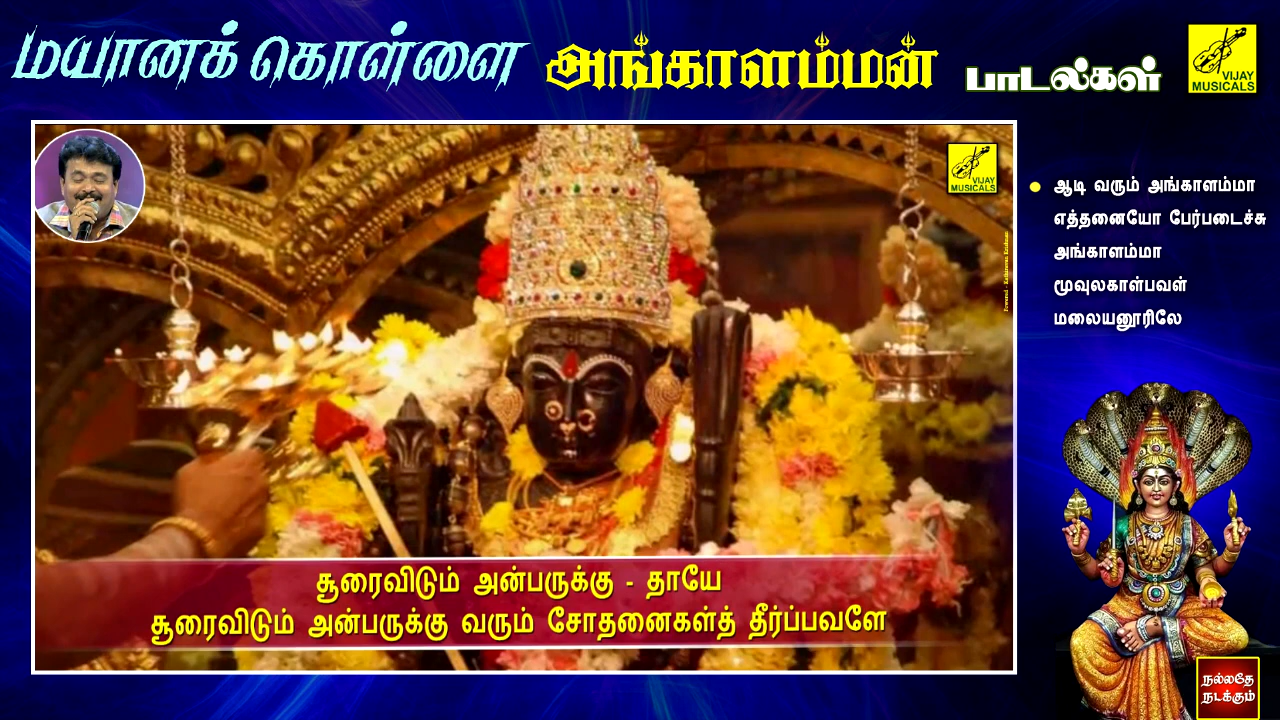 மயானக் கொள்ளை அங்காளம்மன் பாடல்கள்
VIJAY
MUSICALS
VIJAY
MUSICALS
ஆடி வரும் அங்காளம்மா
எத்தனையோ பேர்படைச்சு
அங்காளம்மா
மூவுலகாள்பவள்
மலையனூரிலே
சூரைவிடும் அன்பருக்கு - தாயே
சூரைவிடும் அன்பருக்கு வரும் சோதனைகள்த் தீர்ப்பவளே
நல்லதே
நடக்கும்